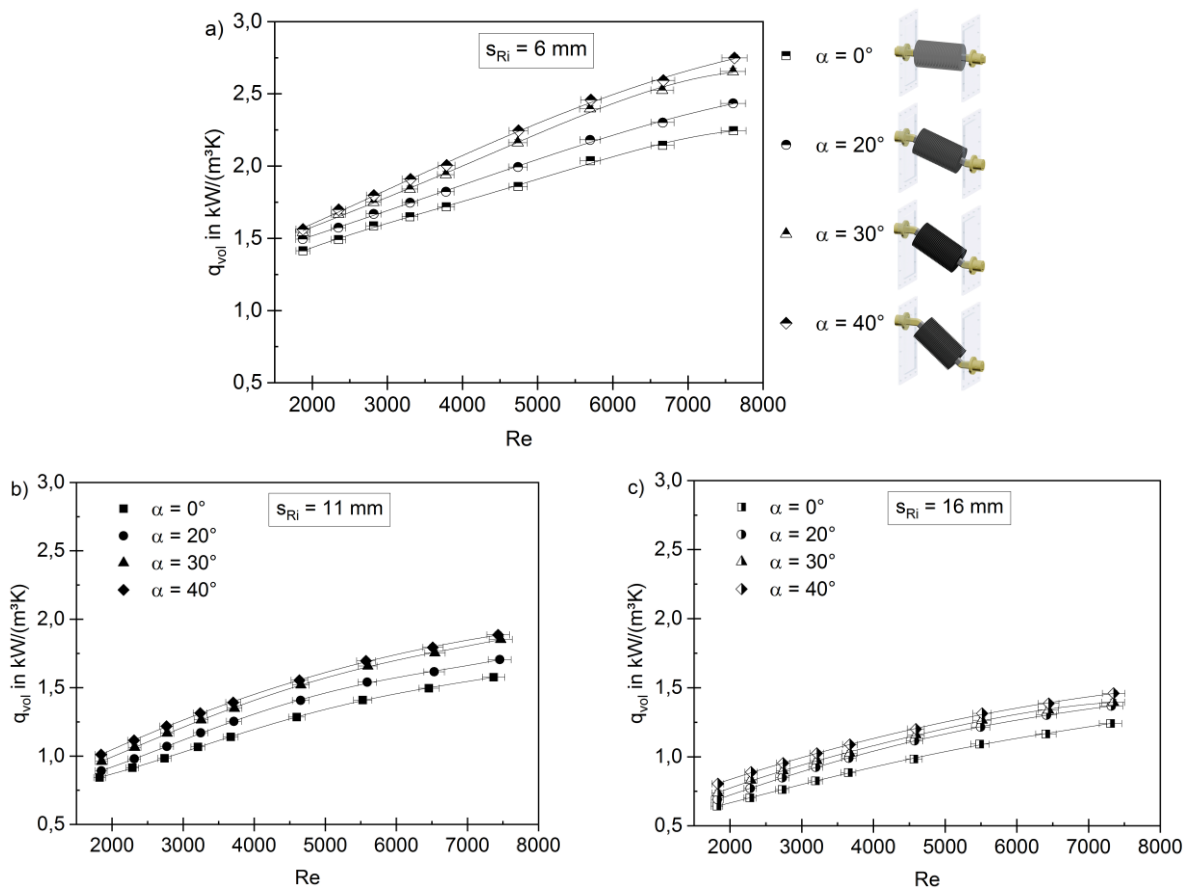 a)
s_Ri = 6 mm
q_vol in kW/(m³K)
3,0
2,5
2,0
1,5
1,0
0,5
2000 3000 4000 5000 6000 7000 8000
Re
α = 0°
α = 20°
α = 30°
α = 40°
b)
s_Ri = 11 mm
α = 0°
α = 20°
α = 30°
α = 40°
q_vol in kW/(m³K)
3,0
2,5
2,0
1,5
1,0
0,5
2000 3000 4000 5000 6000 7000 8000
Re
c)
s_Ri = 16 mm
α = 0°
α = 20°
α = 30°
α = 40°
q_vol in kW/(m³K)
3,0
2,5
2,0
1,5
1,0
0,5
2000 3000 4000 5000 6000 7000 8000
Re